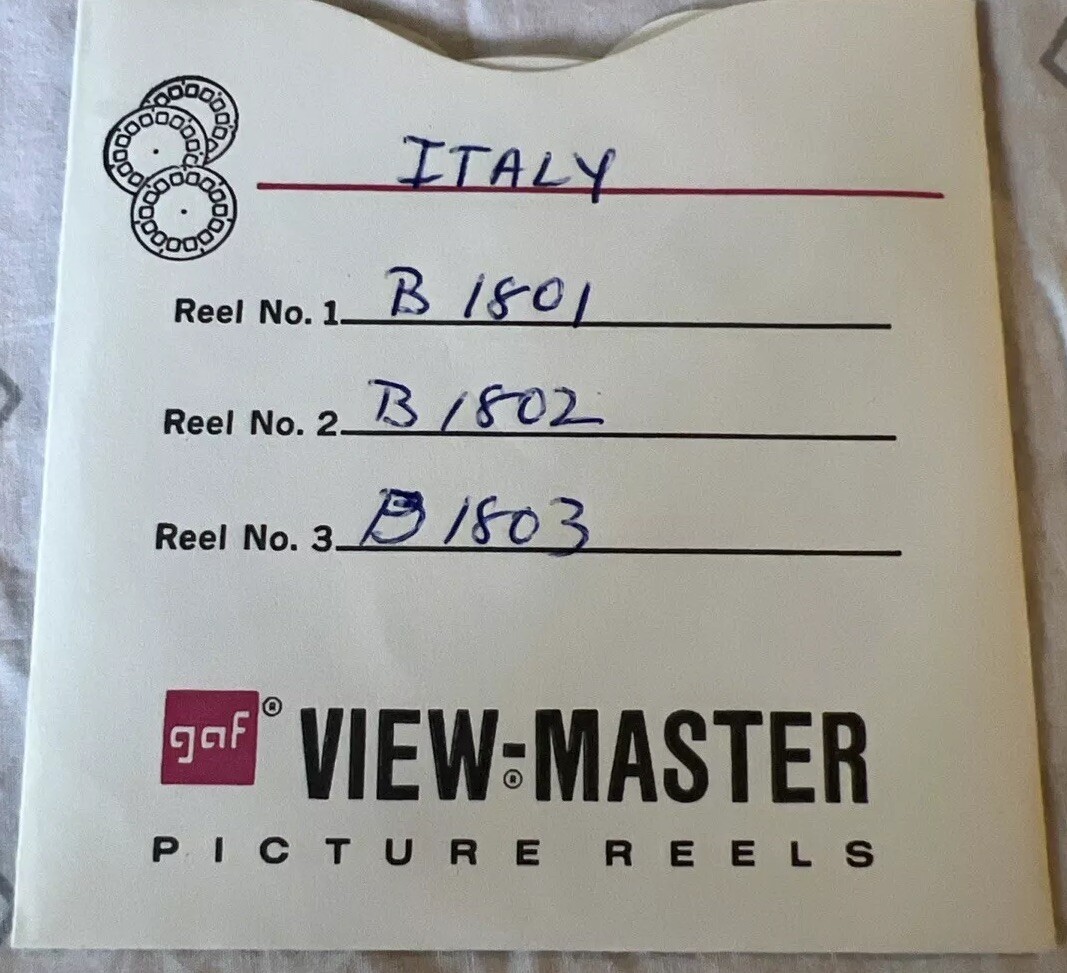 ITALY
Reel No. 1 B 1801
Reel No. 2 B 1802
Reel No. 3 B 1803
gaf® VIEW-MASTER®
PICTURE REELS